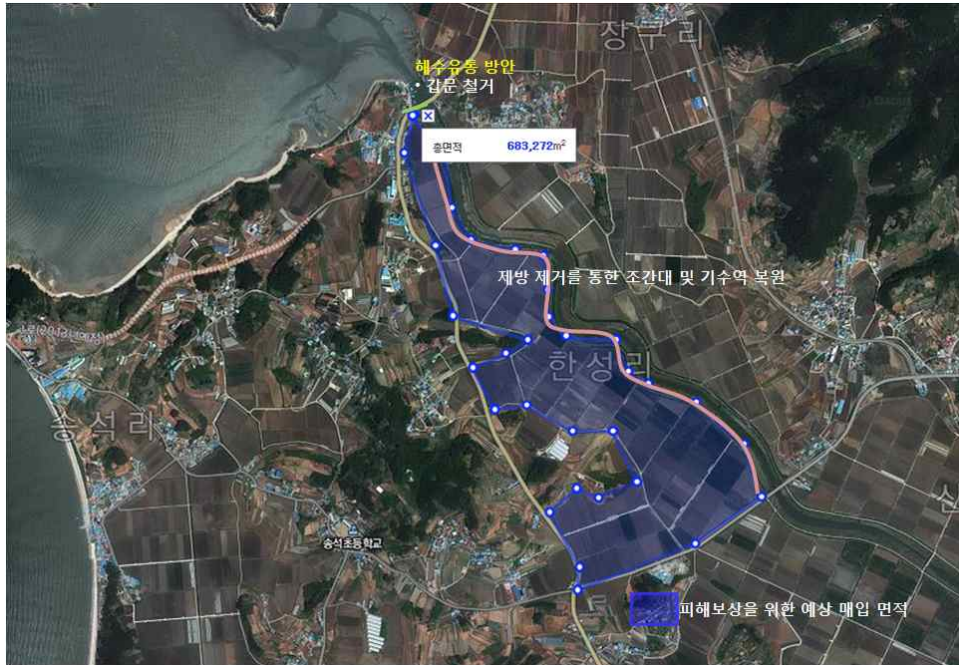 장구리
해수유통 방안
• 갑문 철거
총면적 683,272m²
제방 제거를 통한 조간대 및 기수역 복원
한성리
송석리
송석초등학교
신
피해보상을 위한 예상 매입 면적